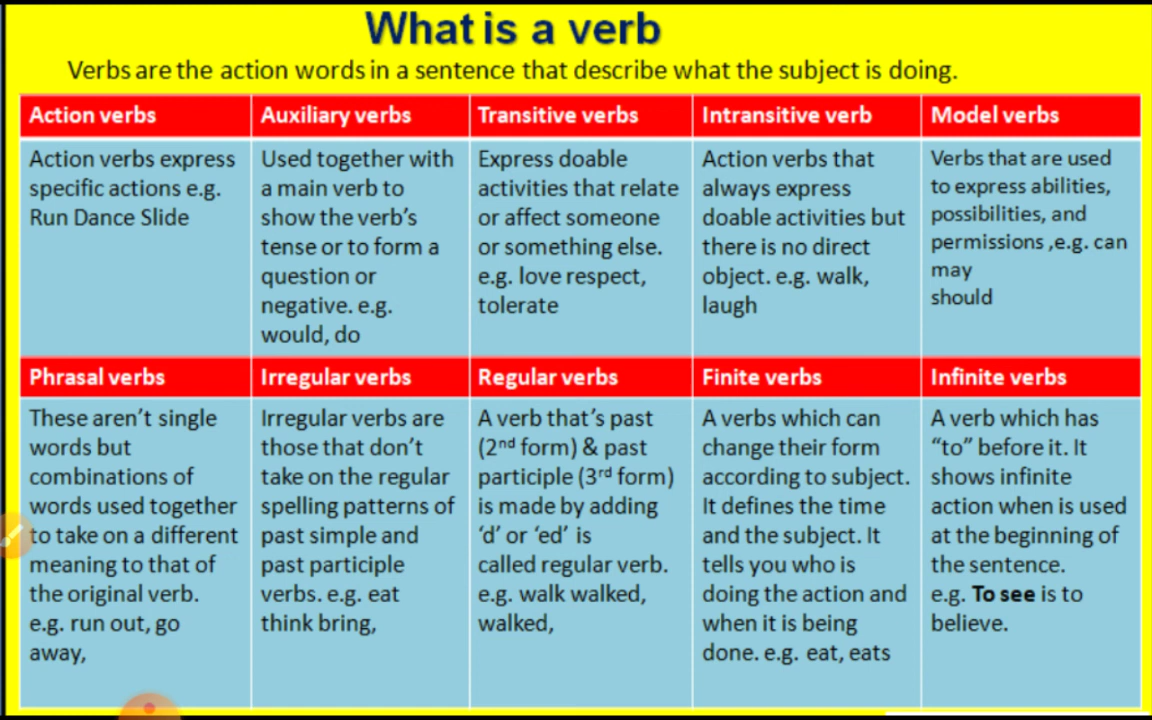 What is a verb
Verbs are the action words in a sentence that describe what the subject is doing.
Action verbs
Auxiliary verbs
Transitive verbs
Intransitive verb
Model verbs
Action verbs express
specific actions e.g.
Run Dance Slide
Used together with
a main verb to
show the verb's
tense or to form a
question or
negative. e.g.
would, do
Express doable
activities that relate
or affect someone
or something else.
e.g. love respect,
tolerate
Action verbs that
always express
doable activities but
there is no direct
object. e.g. walk,
laugh
Verbs that are used
to express abilities,
possibilities, and
permissions ,e.g. can
may
should
Phrasal verbs
Irregular verbs
Regular verbs
Finite verbs
Infinite verbs
These aren't single
words but
combinations of
words used together
to take on a different
meaning to that of
the original verb.
e.g. run out, go
away,
Irregular verbs are
those that don't
take on the regular
spelling patterns of
past simple and
past participle
verbs. e.g. eat
think bring,
A verb that's past
(2nd form) & past
participle (3rd form)
is made by adding
'd' or 'ed' is
called regular verb.
e.g. walk walked,
walked,
A verbs which can
change their form
according to subject.
It defines the time
and the subject. It
tells you who is
doing the action and
when it is being
done. e.g. eat, eats
A verb which has
"to" before it. It
shows infinite
action when is used
at the beginning of
the sentence.
e.g. To see is to
believe.